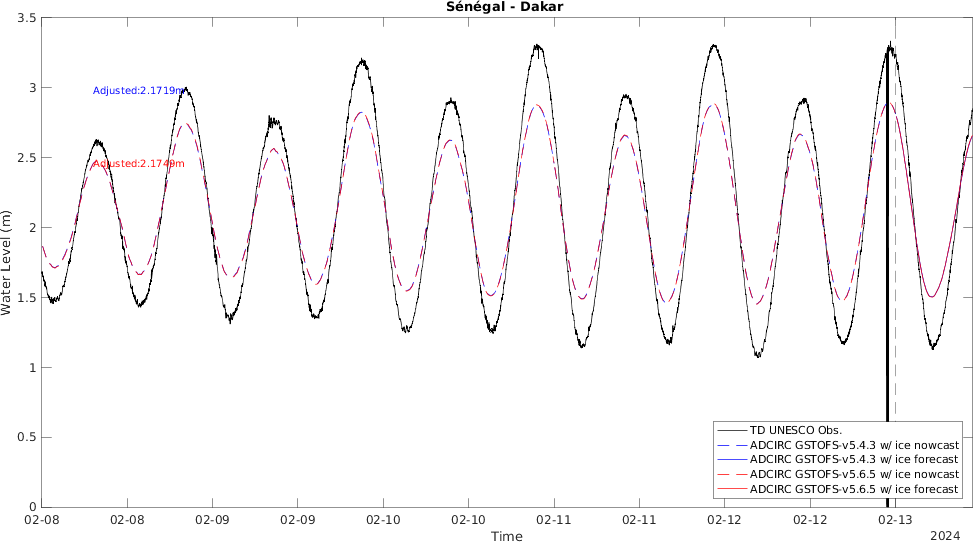 Sénégal - Dakar
3.5
3
2.5
2
1.5
1
0.5
0
Water Level (m)
Adjusted:2.1719m
Adjusted:2.1749m
TD UNESCO Obs.
ADCIRC GSTOFS-v5.4.3 w/ ice nowcast
ADCIRC GSTOFS-v5.4.3 w/ ice forecast
ADCIRC GSTOFS-v5.6.5 w/ ice nowcast
ADCIRC GSTOFS-v5.6.5 w/ ice forecast
02-08 02-08 02-09 02-09 02-10 02-10 02-11 02-11 02-12 02-12 02-13
Time
2024